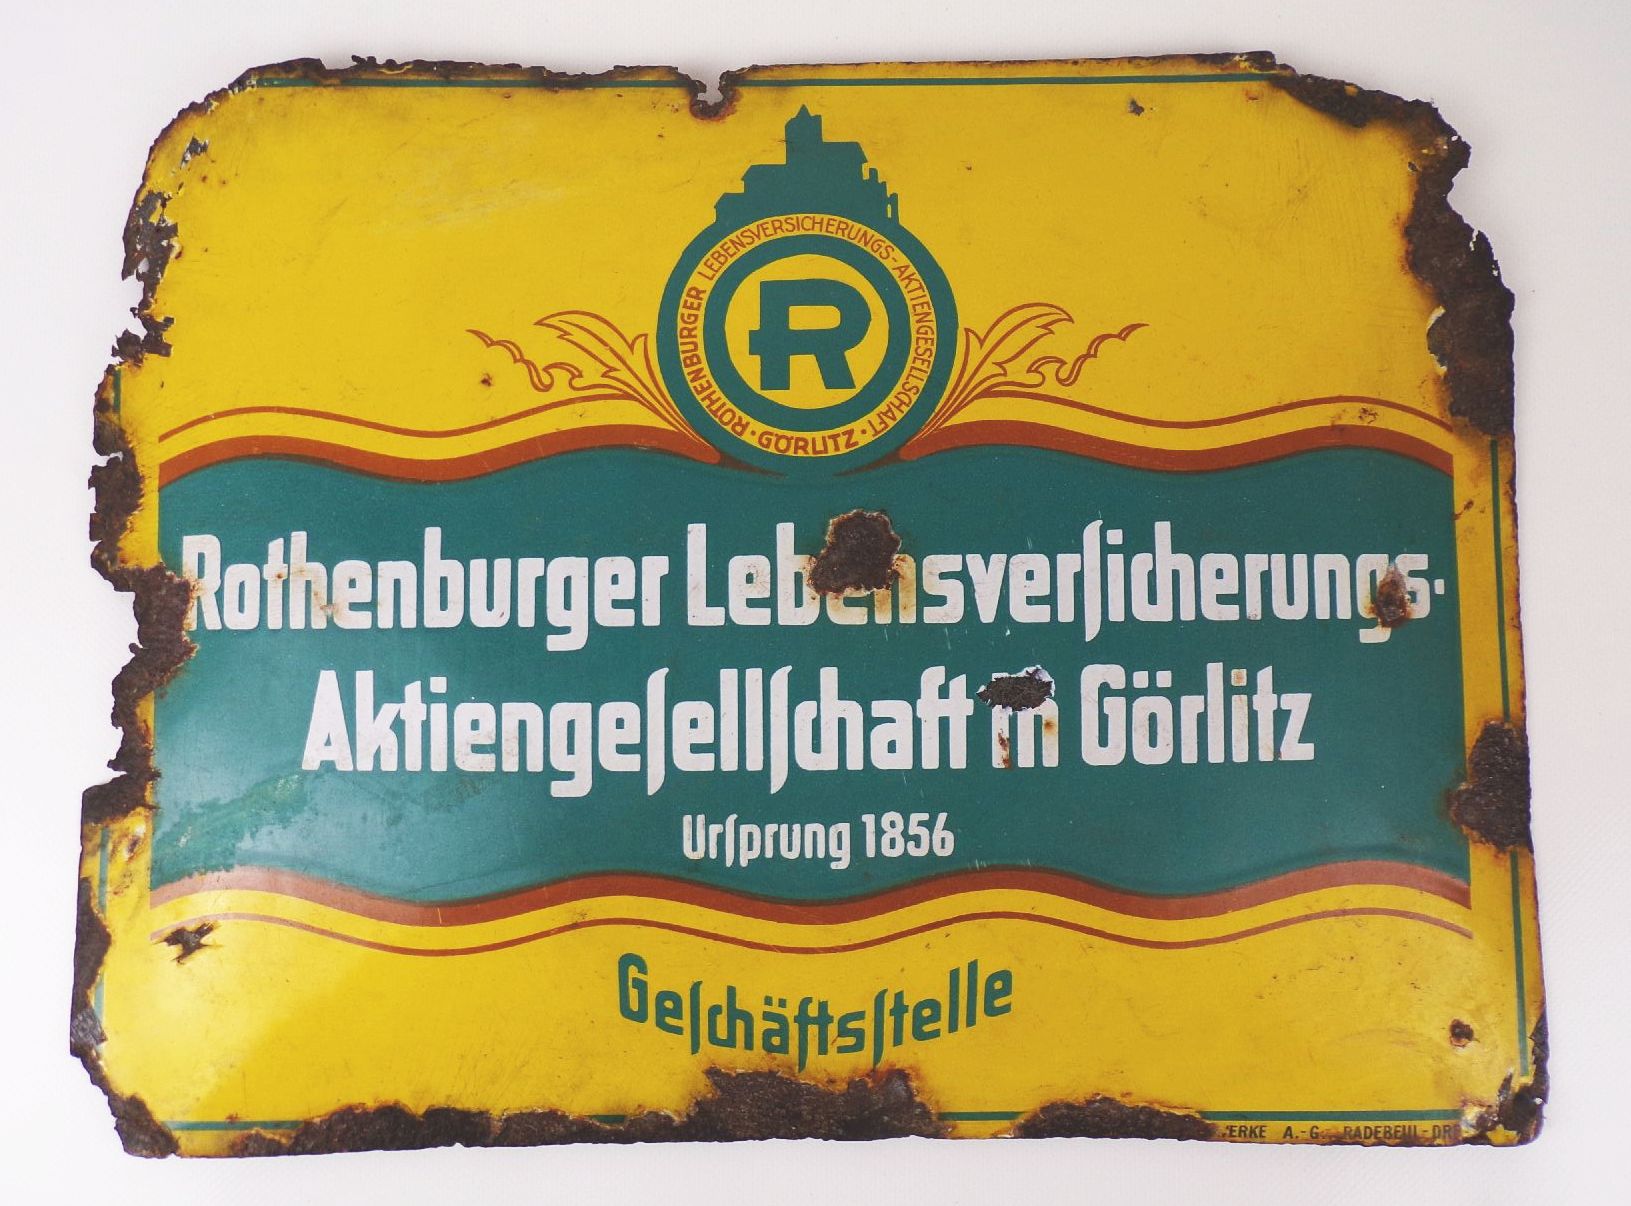 ROTHENBURGER LEBENSVERSICHERUNGS-AKTIENGESELLSCHAFT · GÖRLITZ ·
R
Rothenburger Lebensverſicherungs-
Aktiengeſellſchaft in Görlitz
Urſprung 1856
Geſchäftsſtelle
A.-G. RADEBEUL-